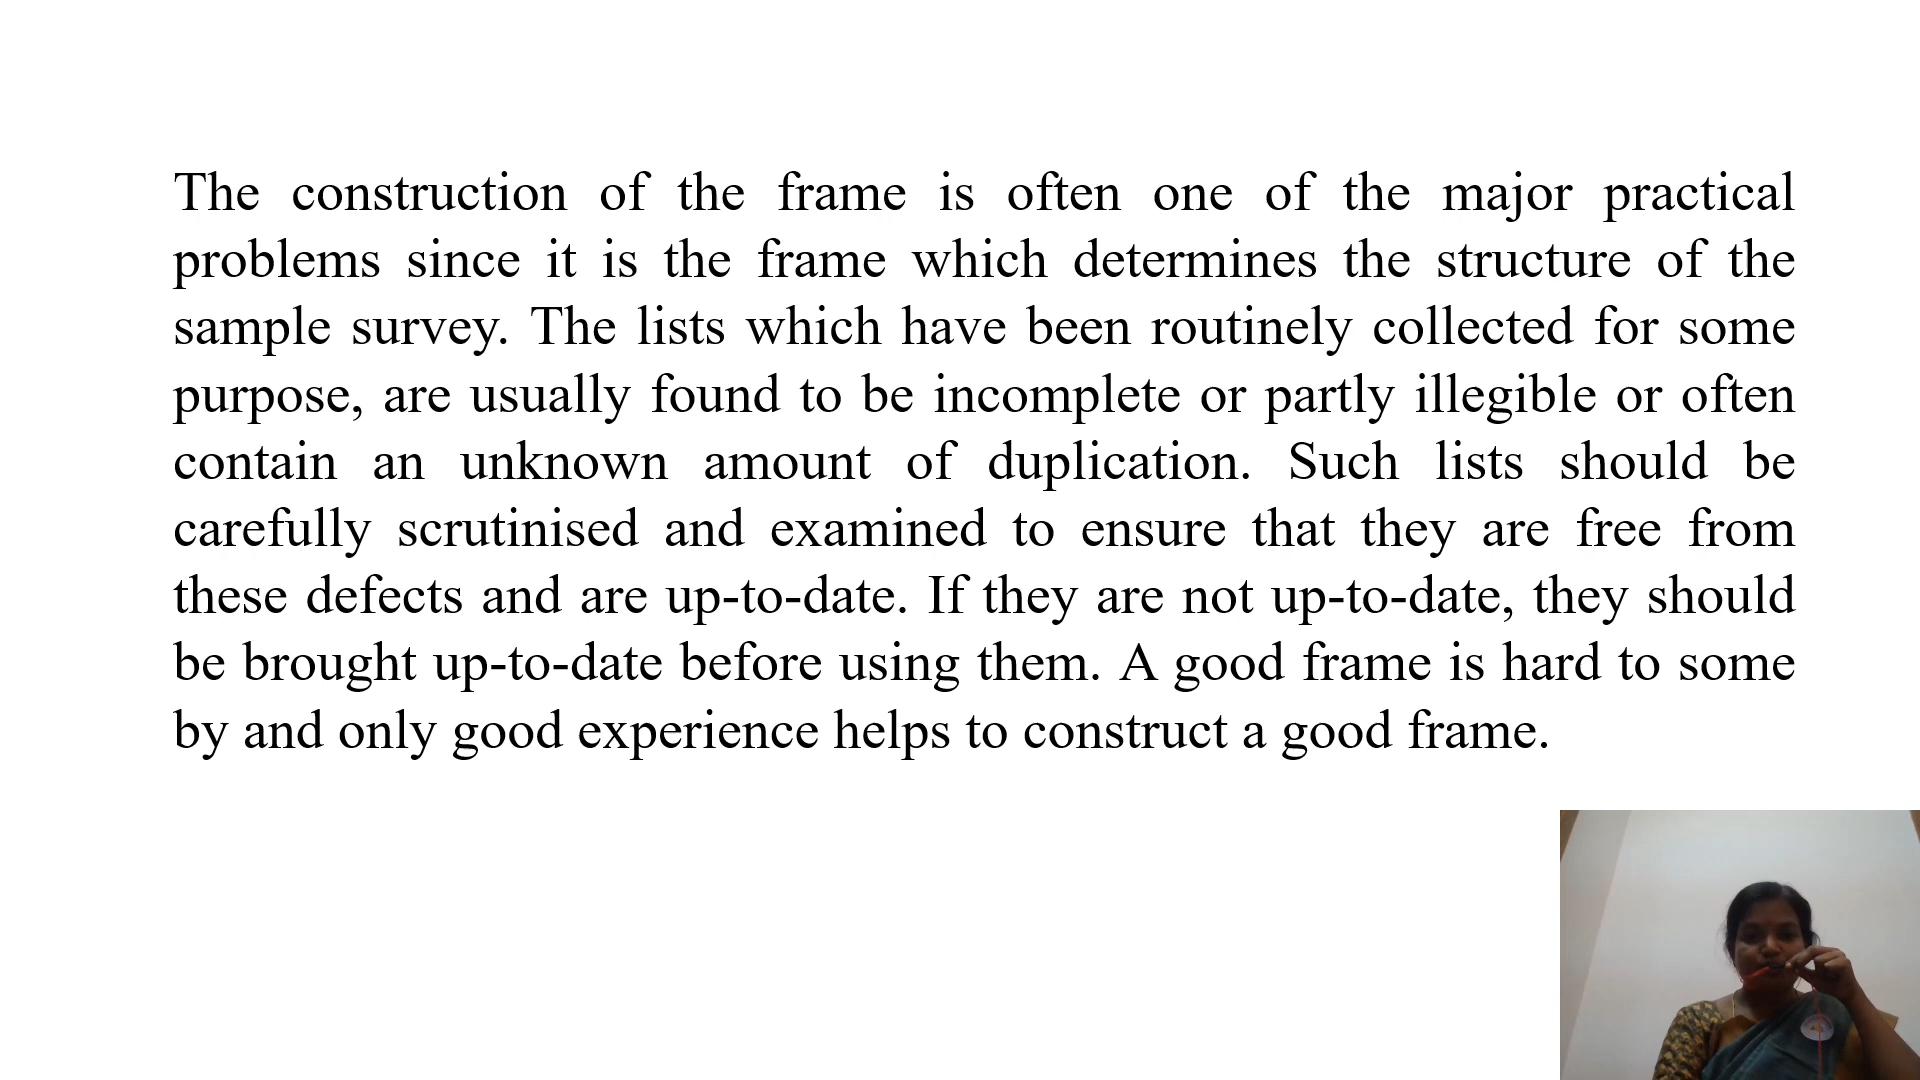 The construction of the frame is often one of the major practical
problems since it is the frame which determines the structure of the
sample survey. The lists which have been routinely collected for some
purpose, are usually found to be incomplete or partly illegible or often
contain an unknown amount of duplication. Such lists should be
carefully scrutinised and examined to ensure that they are free from
these defects and are up-to-date. If they are not up-to-date, they should
be brought up-to-date before using them. A good frame is hard to some
by and only good experience helps to construct a good frame.